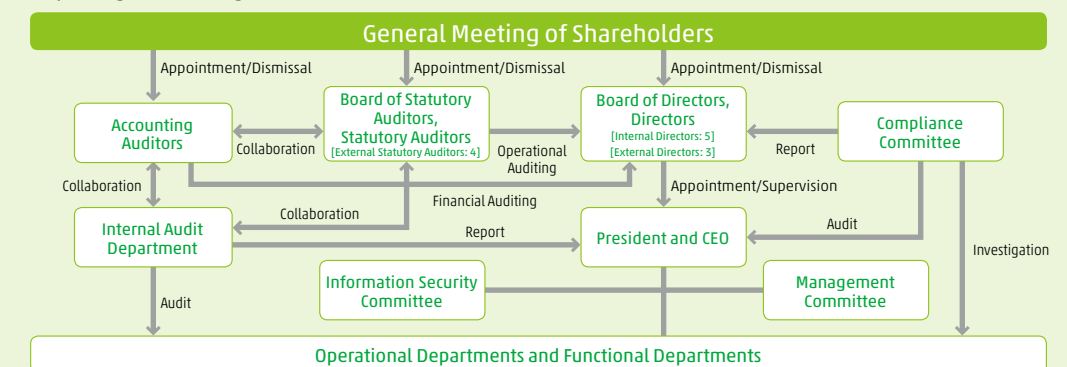 General Meeting of Shareholders
Appointment/Dismissal
Appointment/Dismissal
Appointment/Dismissal
Accounting
Auditors
Collaboration
Board of Statutory
Auditors,
Statutory Auditors
[External Statutory Auditors: 4]
Operational
Auditing
Board of Directors,
Directors
[Internal Directors: 5]
[External Directors: 3]
Report
Compliance
Committee
Collaboration
Financial Auditing
Appointment/Supervision
Collaboration
Internal Audit
Department
Report
President and CEO
Audit
Investigation
Information Security
Committee
Management
Committee
Audit
Operational Departments and Functional Departments